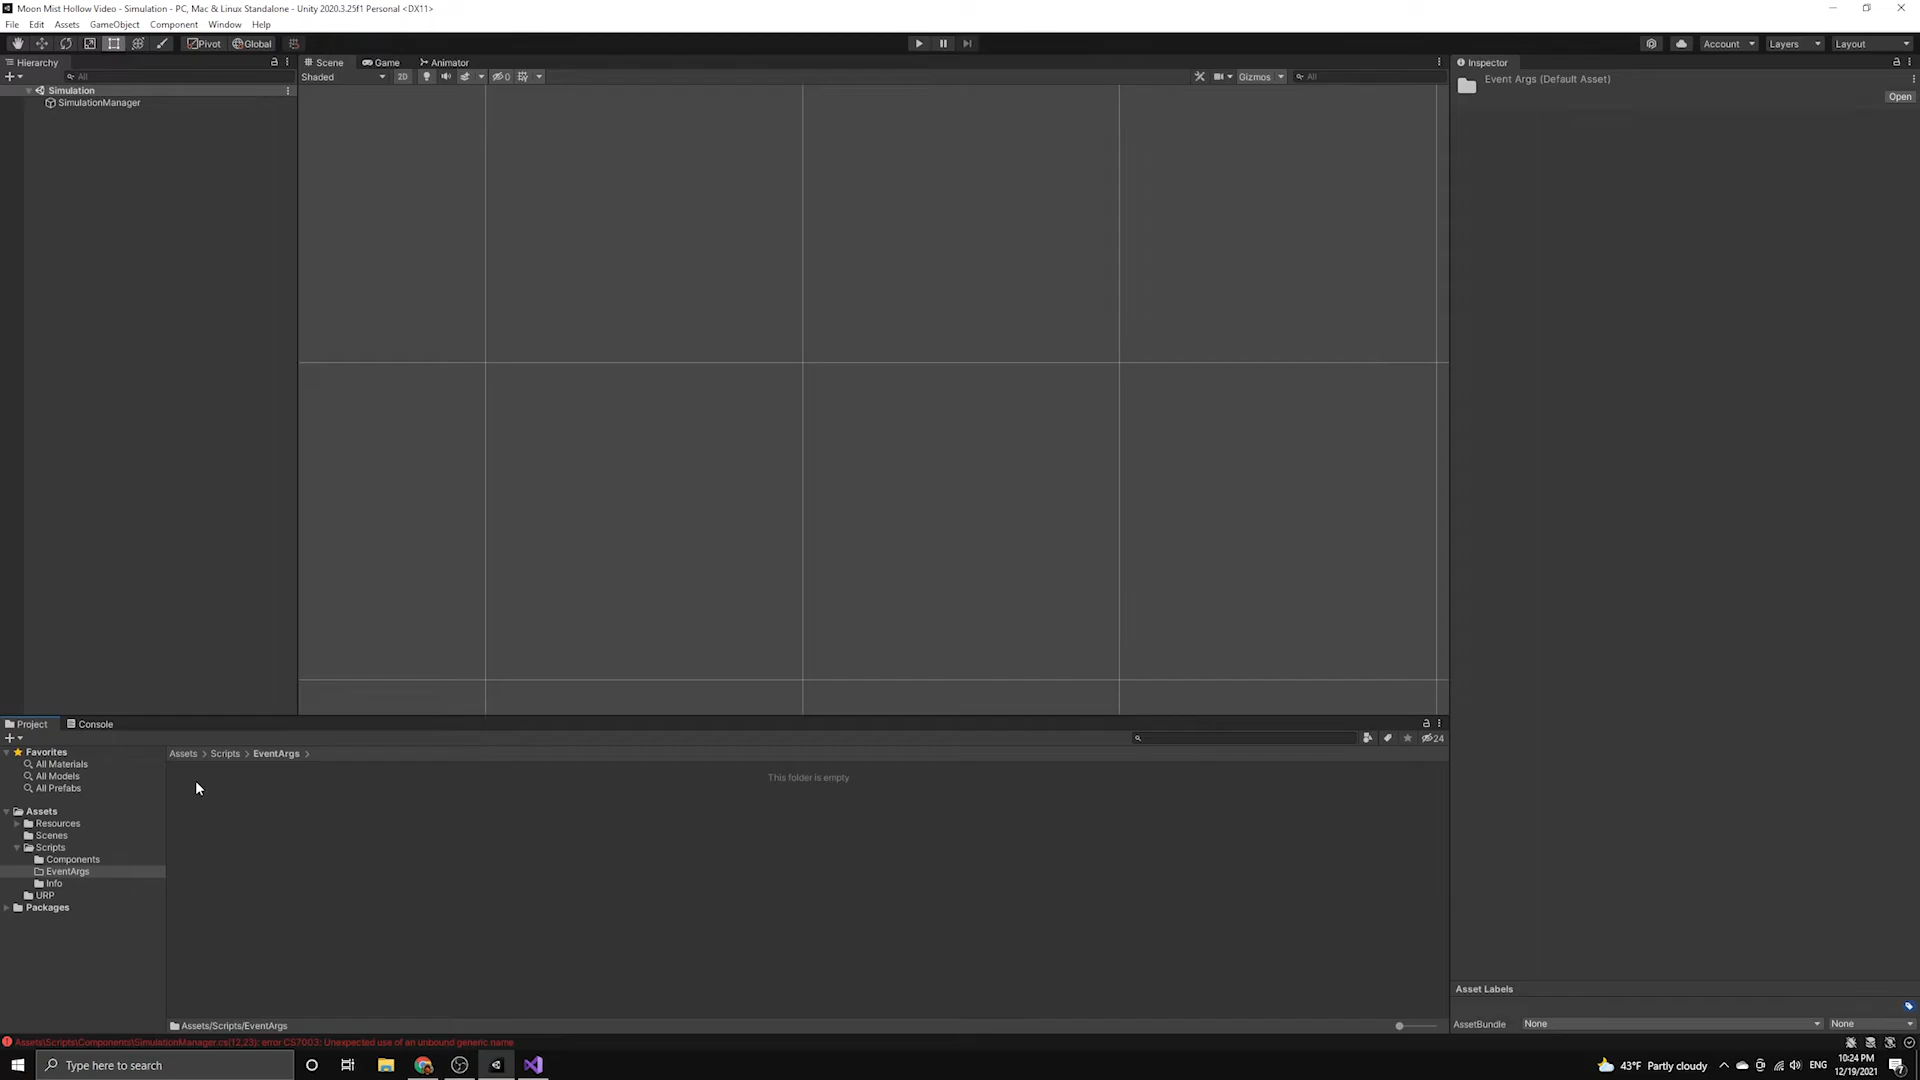 Moon Mist Hollow Video - Simulation - PC, Mac & Linux Standalone - Unity 2020.3.25f1 Personal <DX11>
File Edit Assets GameObject Component Window Help
Pivot Global Account Layers Layout
Hierarchy Scene Game Animator Inspector
All Shaded 2D 0 Gizmos All Event Args (Default Asset)
Simulation Open
SimulationManager
Project Console
24
Favorites Assets > Scripts > EventArgs >
All Materials
All Models This folder is empty
All Prefabs
Assets
Resources
Scenes
Scripts
Components
EventArgs
Info
URP
Packages
Asset Labels
Assets/Scripts/EventArgs AssetBundle None None
Assets\Scripts\Components\SimulationManager.cs(12,23): error CS7003: Unexpected use of an unbound generic name
Type here to search 43°F Partly cloudy ENG 10:24 PM
12/19/2021 7